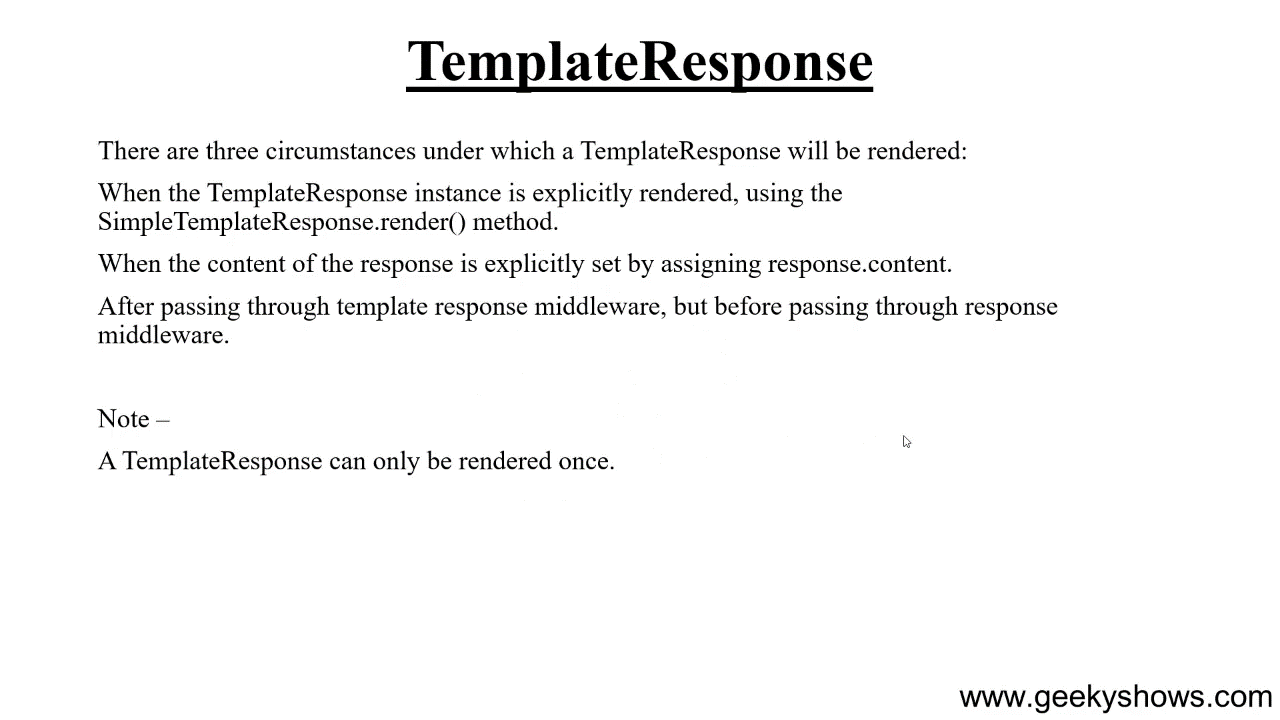 TemplateResponse
There are three circumstances under which a TemplateResponse will be rendered:
When the TemplateResponse instance is explicitly rendered, using the
SimpleTemplateResponse.render() method.
When the content of the response is explicitly set by assigning response.content.
After passing through template response middleware, but before passing through response
middleware.
Note –
A TemplateResponse can only be rendered once.
www.geekyshows.com